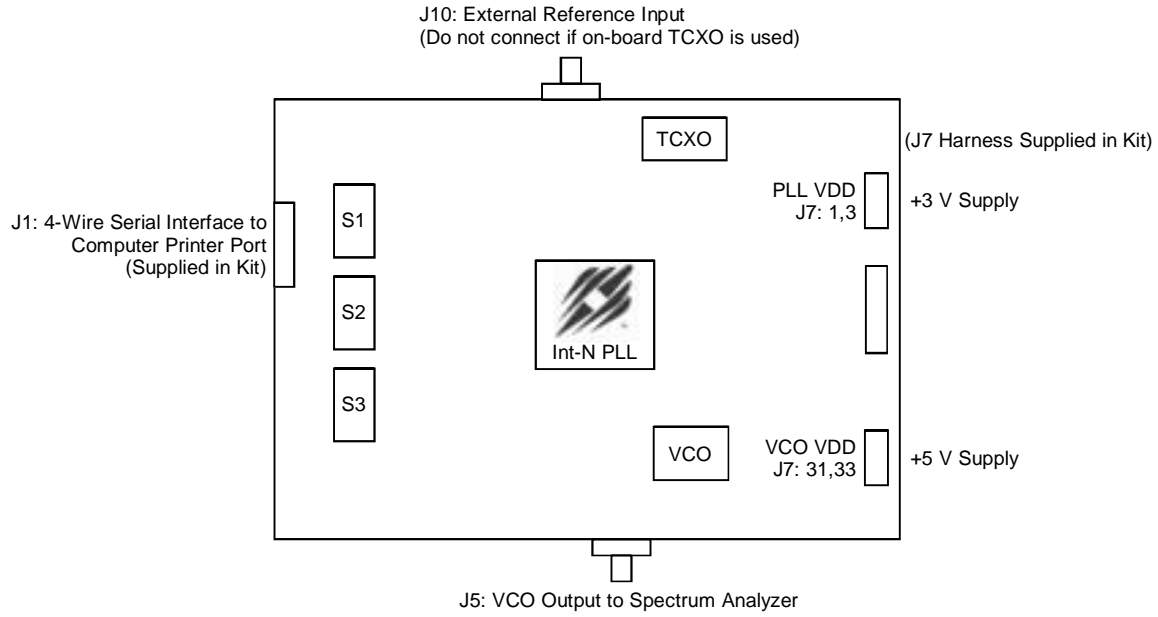 J10: External Reference Input
(Do not connect if on-board TCXO is used)
TCXO
(J7 Harness Supplied in Kit)
PLL VDD
J7: 1,3
+3 V Supply
J1: 4-Wire Serial Interface to
Computer Printer Port
(Supplied in Kit)
S1
S2
S3
Int-N PLL
VCO
VCO VDD
J7: 31,33
+5 V Supply
J5: VCO Output to Spectrum Analyzer